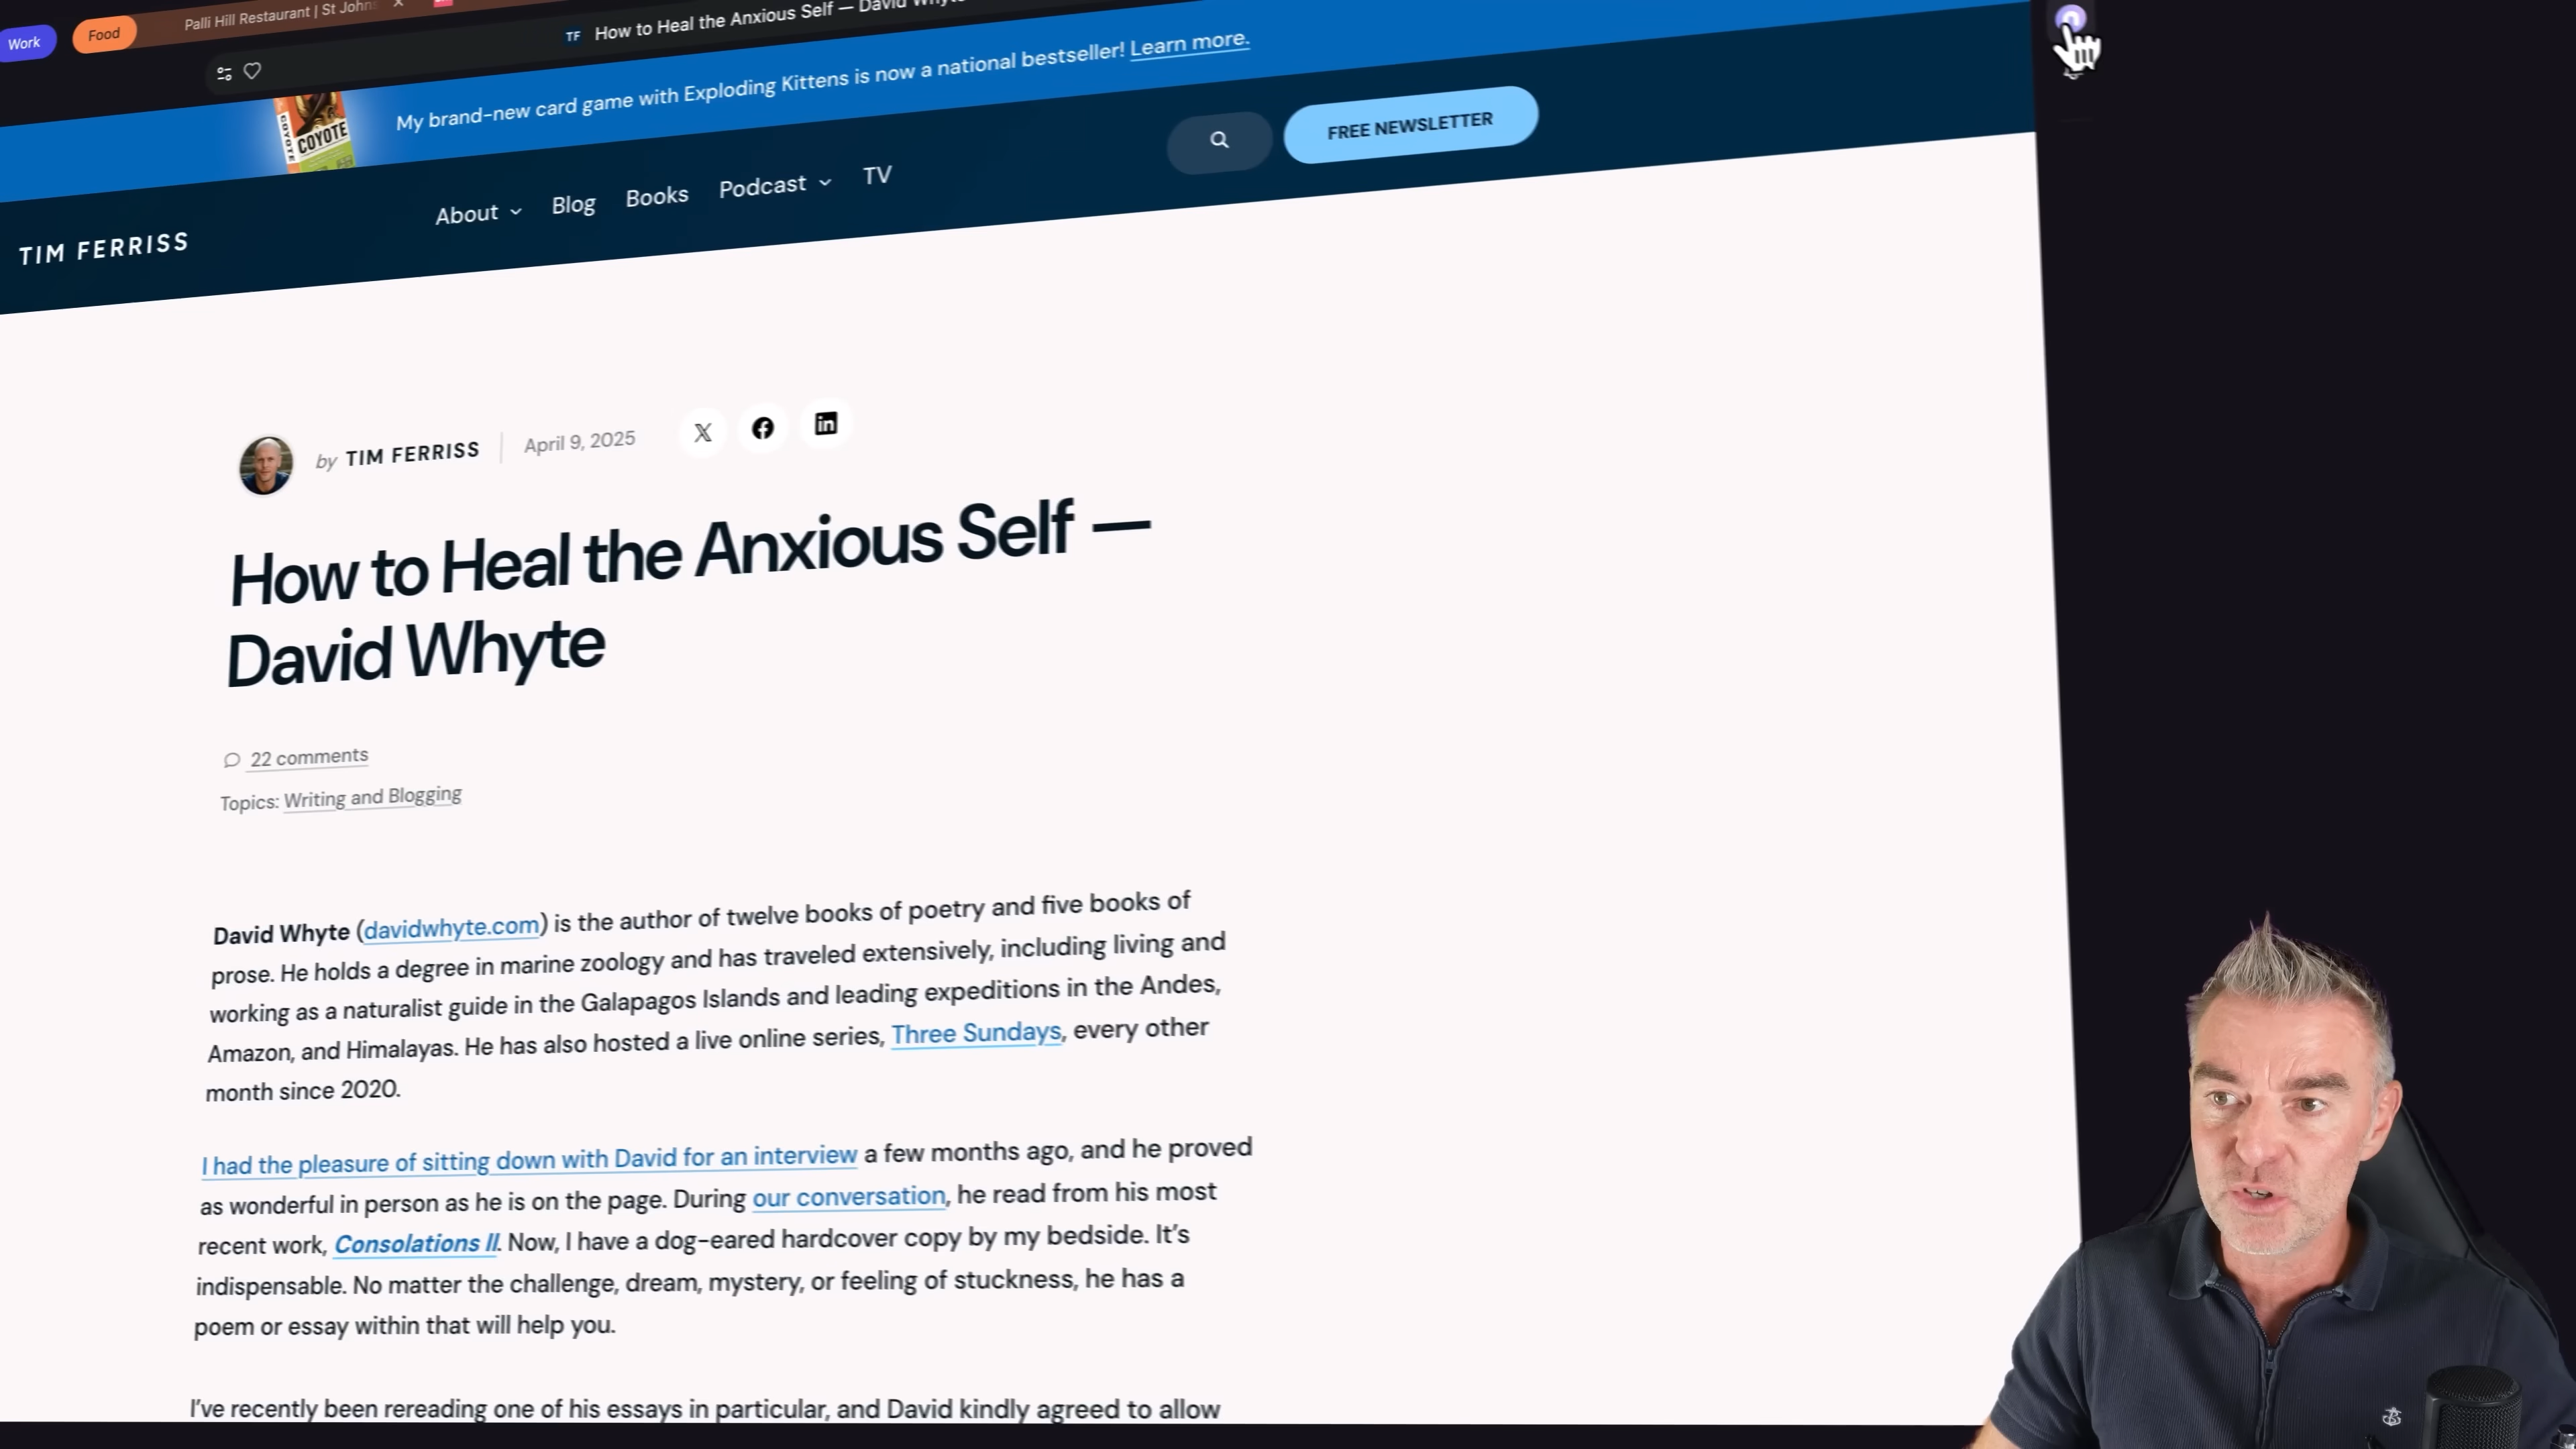 Work
Food
Palli Hill Restaurant | St Johns
TF How to Heal the Anxious Self — David Whyte
COYOTE
COYOTE
My brand-new card game with Exploding Kittens is now a national bestseller! Learn more.
TIM FERRISS
About
Blog
Books
Podcast
TV
FREE NEWSLETTER
by TIM FERRISS
April 9, 2025
How to Heal the Anxious Self —
David Whyte
22 comments
Topics: Writing and Blogging
David Whyte (davidwhyte.com) is the author of twelve books of poetry and five books of
prose. He holds a degree in marine zoology and has traveled extensively, including living and
working as a naturalist guide in the Galapagos Islands and leading expeditions in the Andes,
Amazon, and Himalayas. He has also hosted a live online series, Three Sundays, every other
month since 2020.
I had the pleasure of sitting down with David for an interview a few months ago, and he proved
as wonderful in person as he is on the page. During our conversation, he read from his most
recent work, Consolations II. Now, I have a dog-eared hardcover copy by my bedside. It’s
indispensable. No matter the challenge, dream, mystery, or feeling of stuckness, he has a
poem or essay within that will help you.
I’ve recently been rereading one of his essays in particular, and David kindly agreed to allow